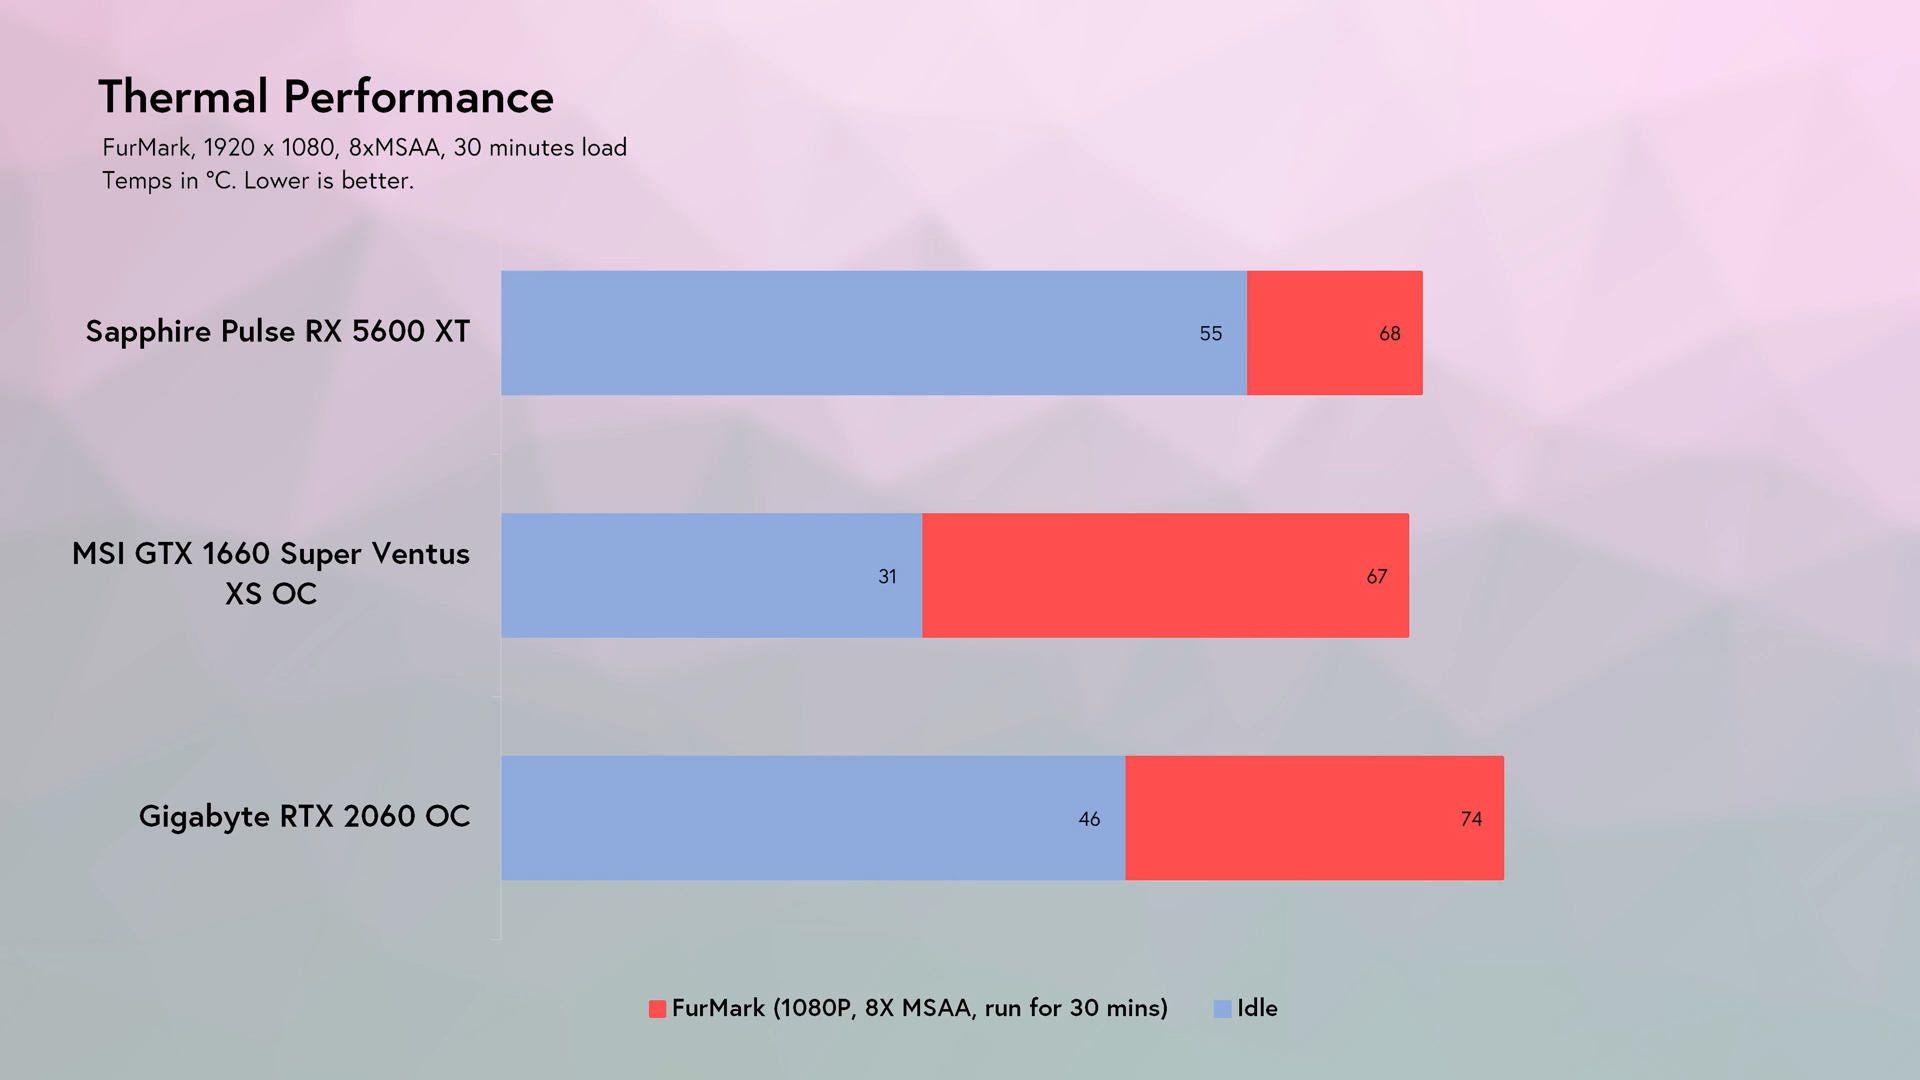 Thermal Performance
FurMark, 1920 x 1080, 8xMSAA, 30 minutes load
Temps in °C. Lower is better.
Sapphire Pulse RX 5600 XT
55
68
MSI GTX 1660 Super Ventus
XS OC
31
67
Gigabyte RTX 2060 OC
46
74
FurMark (1080P, 8X MSAA, run for 30 mins)
Idle